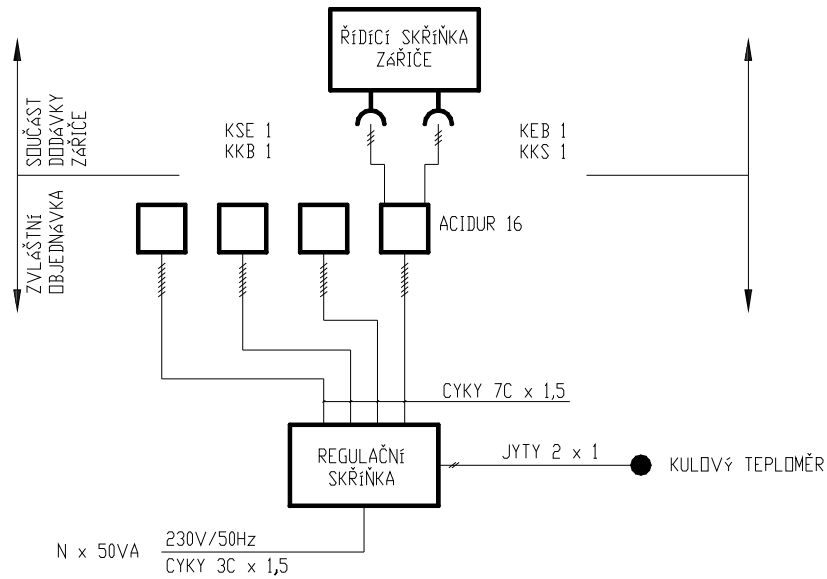 ŘÍDÍCÍ SKŘÍŇKA
ZÁŘIČE
SOUČÁST
DODÁVKY
ZÁŘIČE
KSE 1
KKB 1
KEB 1
KKS 1
ZVLÁŠTNÍ
OBJEDNÁVKA
ACIDUR 16
CYKY 7C x 1,5
REGULAČNÍ
SKŘÍŇKA
JYTY 2 x 1
KULOVÝ TEPLOMĚR
N x 50VA
230V/50Hz
CYKY 3C x 1,5